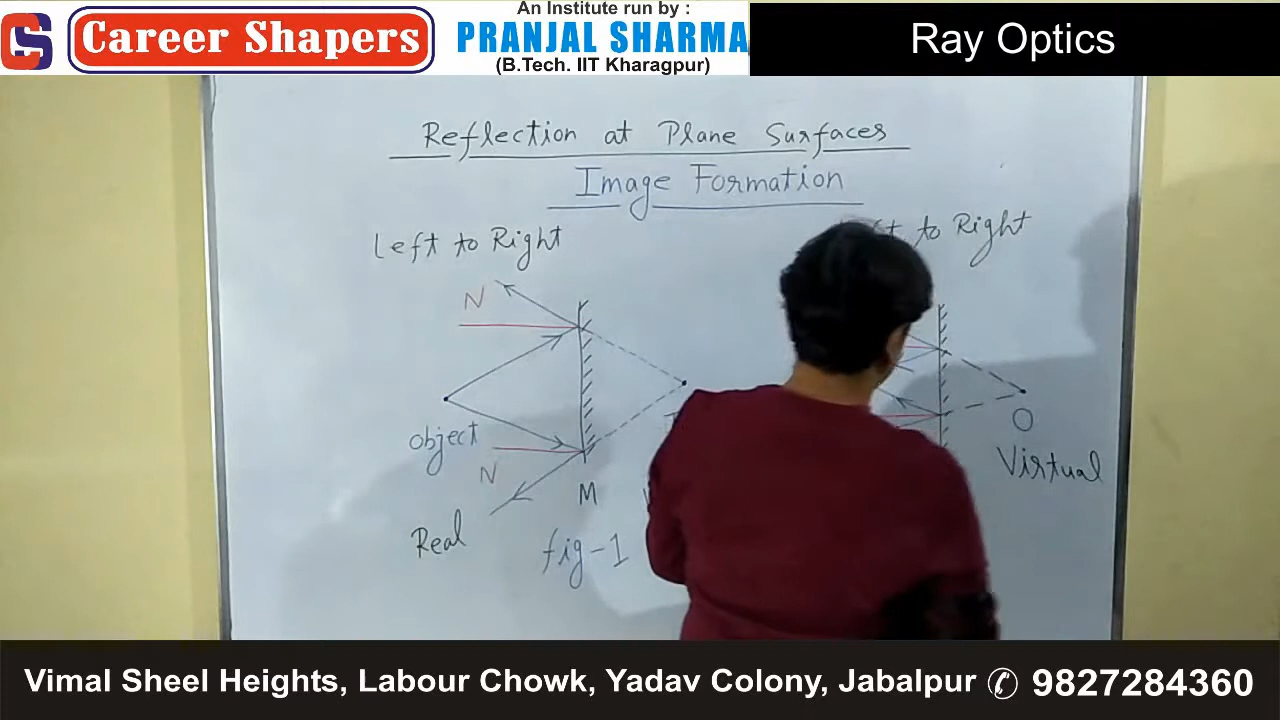 An Institute run by :
CS Career Shapers
PRANJAL SHARMA
(B.Tech. IIT Kharagpur)
Ray Optics
Reflection at Plane Surfaces
Image Formation
Left to Right
to Right
N
Object
N
M
Real
fig-1
O
Virtual
Vimal Sheel Heights, Labour Chowk, Yadav Colony, Jabalpur 9827284360